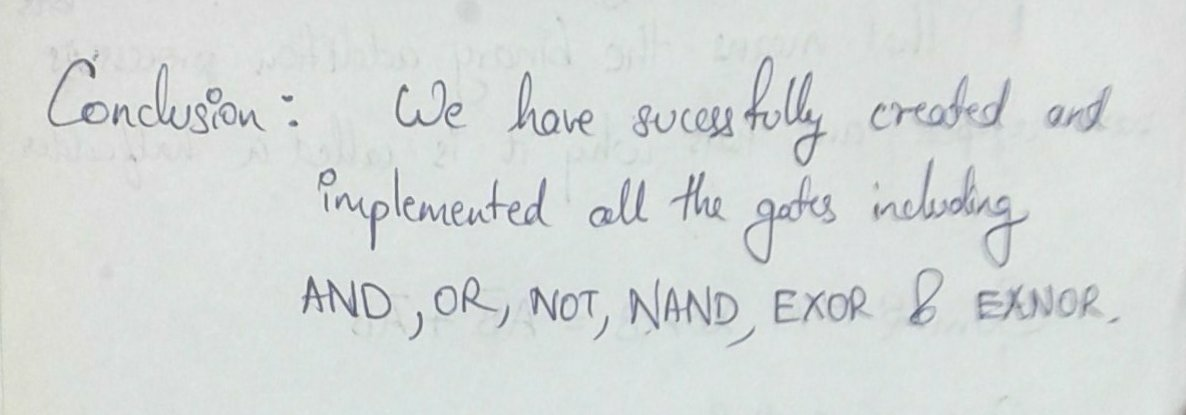 Conclusion : We have sucessfully created and
implemented all the gates including
AND, OR, NOT, NAND, EXOR & EXNOR.